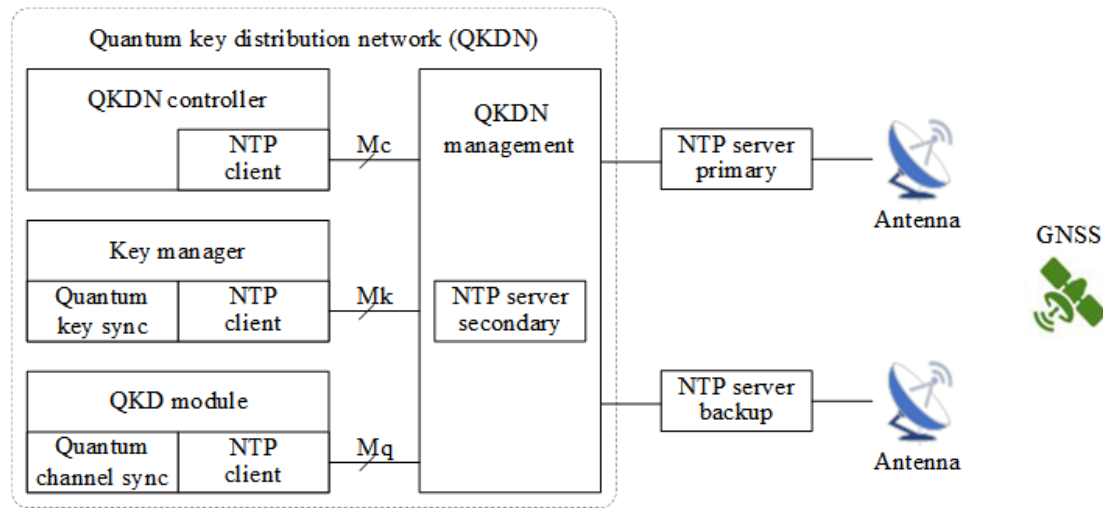 Quantum key distribution network (QKDN)
QKDN controller
NTP
client
Mc
QKDN
management
NTP server
primary
Antenna
Key manager
Quantum
key sync
NTP
client
Mk
NTP server
secondary
GNSS
QKD module
Quantum
channel sync
NTP
client
Mq
NTP server
backup
Antenna